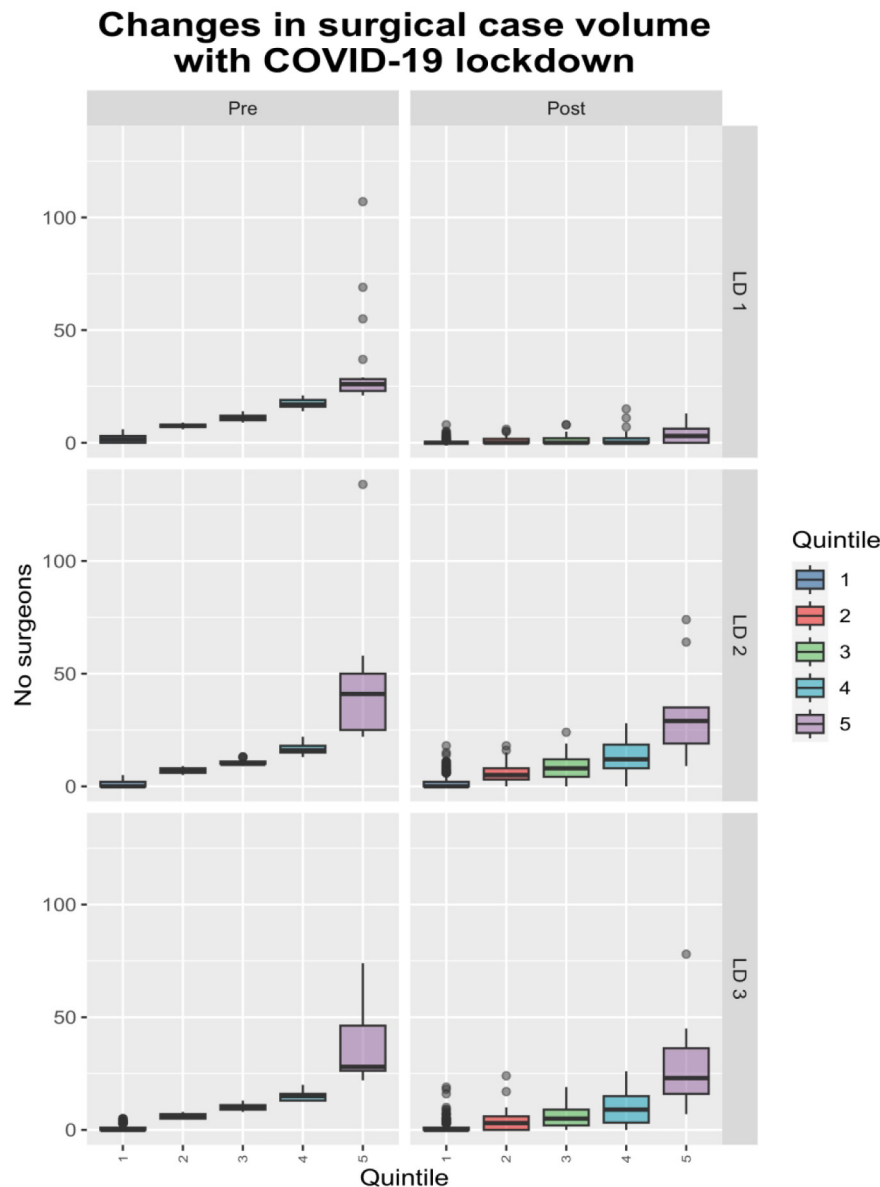 Changes in surgical case volume
with COVID-19 lockdown
Pre
Post
100
50
0
LD 1
No surgeons
100
50
0
LD 2
100
50
0
LD 3
1
2
3
4
5
1
2
3
4
5
Quintile
Quintile
1
2
3
4
5